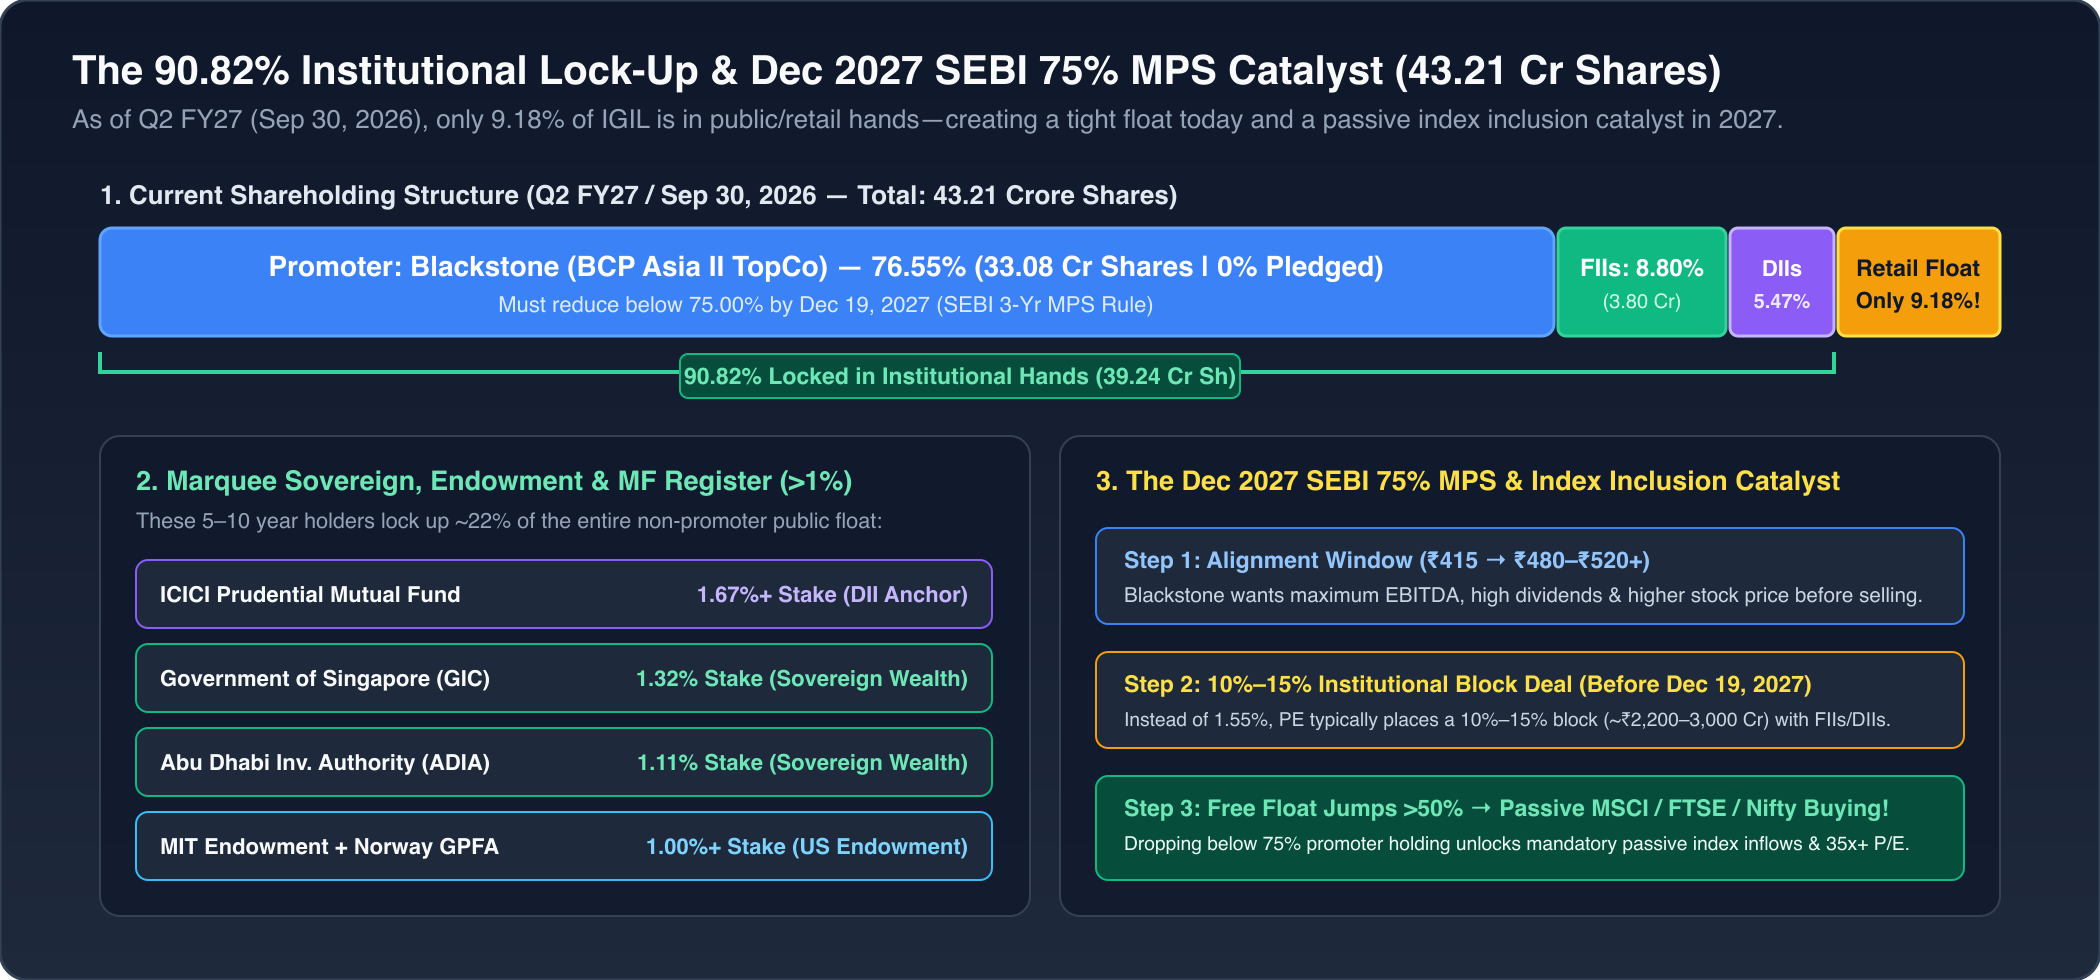 The 90.82% Institutional Lock-Up & Dec 2027 SEBI 75% MPS Catalyst (43.21 Cr Shares)
As of Q2 FY27 (Sep 30, 2026), only 9.18% of IGIL is in public/retail hands—creating a tight float today and a passive index inclusion catalyst in 2027.
1. Current Shareholding Structure (Q2 FY27 / Sep 30, 2026 — Total: 43.21 Crore Shares)
Promoter: Blackstone (BCP Asia II TopCo) — 76.55% (33.08 Cr Shares | 0% Pledged)
Must reduce below 75.00% by Dec 19, 2027 (SEBI 3-Yr MPS Rule)
FIIs: 8.80%
(3.80 Cr)
DIIs
5.47%
Retail Float
Only 9.18%!
90.82% Locked in Institutional Hands (39.24 Cr Sh)
2. Marquee Sovereign, Endowment & MF Register (>1%)
These 5–10 year holders lock up ~22% of the entire non-promoter public float:
ICICI Prudential Mutual Fund
1.67%+ Stake (DII Anchor)
Government of Singapore (GIC)
1.32% Stake (Sovereign Wealth)
Abu Dhabi Inv. Authority (ADIA)
1.11% Stake (Sovereign Wealth)
MIT Endowment + Norway GPFA
1.00%+ Stake (US Endowment)
3. The Dec 2027 SEBI 75% MPS & Index Inclusion Catalyst
Step 1: Alignment Window (₹415 → ₹480–₹520+)
Blackstone wants maximum EBITDA, high dividends & higher stock price before selling.
Step 2: 10%–15% Institutional Block Deal (Before Dec 19, 2027)
Instead of 1.55%, PE typically places a 10%–15% block (~₹2,200–3,000 Cr) with FIIs/DIIs.
Step 3: Free Float Jumps >50% → Passive MSCI / FTSE / Nifty Buying!
Dropping below 75% promoter holding unlocks mandatory passive index inflows & 35x+ P/E.